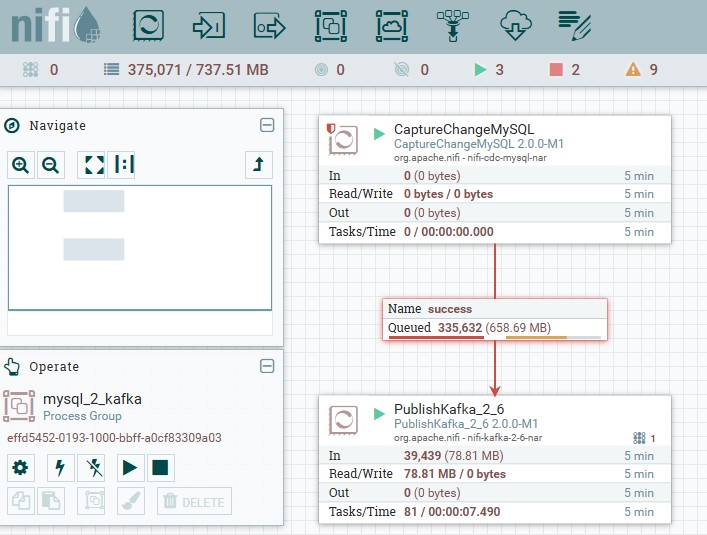 nifi
0
375,071 / 737.51 MB
0
0
3
2
9
Navigate
Operate
mysql_2_kafka
Process Group
effd5452-0193-1000-bbff-a0cf83309a03
DELETE
CaptureChangeMySQL
CaptureChangeMySQL 2.0.0-M1
org.apache.nifi - nifi-cdc-mysql-nar
In 0 (0 bytes) 5 min
Read/Write 0 bytes / 0 bytes 5 min
Out 0 (0 bytes) 5 min
Tasks/Time 0 / 00:00:00.000 5 min
Name success
Queued 335,632 (658.69 MB)
PublishKafka_2_6
PublishKafka_2_6 2.0.0-M1
org.apache.nifi - nifi-kafka-2-6-nar
1
In 39,439 (78.81 MB) 5 min
Read/Write 78.81 MB / 0 bytes 5 min
Out 0 (0 bytes) 5 min
Tasks/Time 81 / 00:00:07.490 5 min